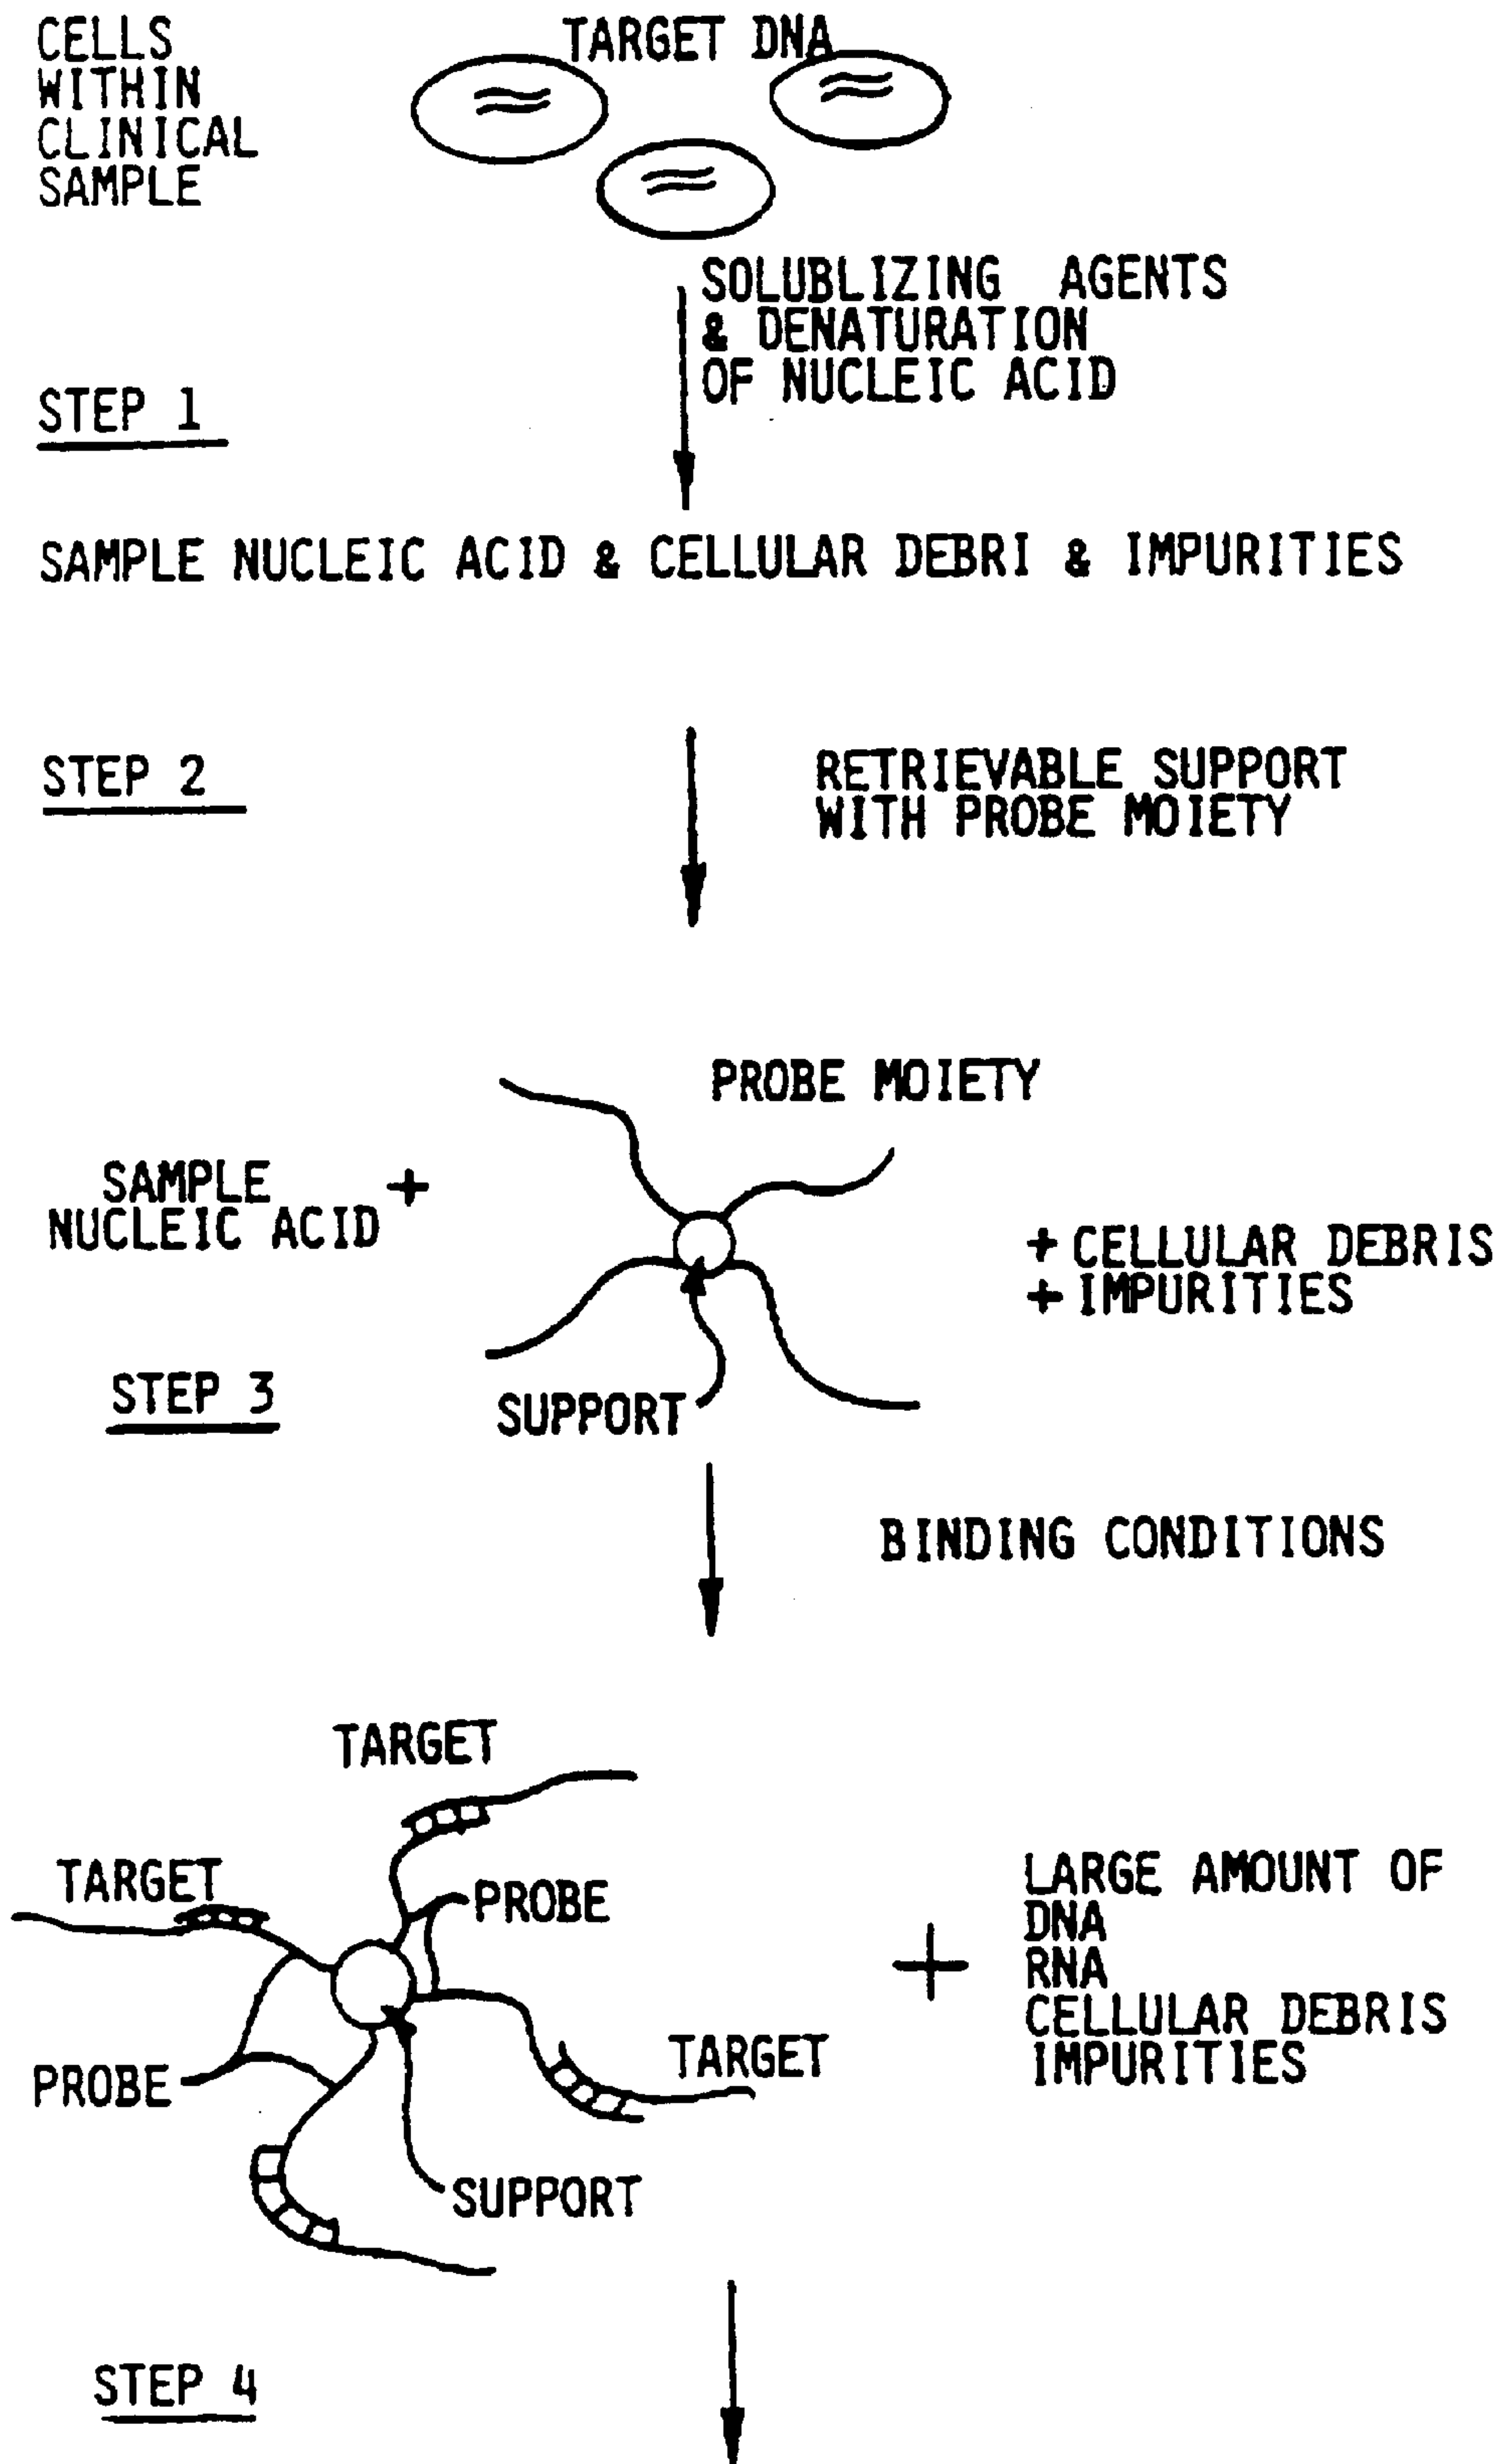 CELLS
WITHIN
CLINICAL
SAMPLE
TARGET DNA
SOLUBLIZING AGENTS
& DENATURATION
OF NUCLEIC ACID
STEP 1
SAMPLE NUCLEIC ACID & CELLULAR DEBRI & IMPURITIES
STEP 2
RETRIEVABLE SUPPORT
WITH PROBE MOIETY
PROBE MOIETY
SAMPLE +
NUCLEIC ACID
+ CELLULAR DEBRIS
+ IMPURITIES
STEP 3
SUPPORT
BINDING CONDITIONS
TARGET
TARGET
PROBE
+
LARGE AMOUNT OF
DNA
RNA
CELLULAR DEBRIS
IMPURITIES
TARGET
PROBE
SUPPORT
STEP 4